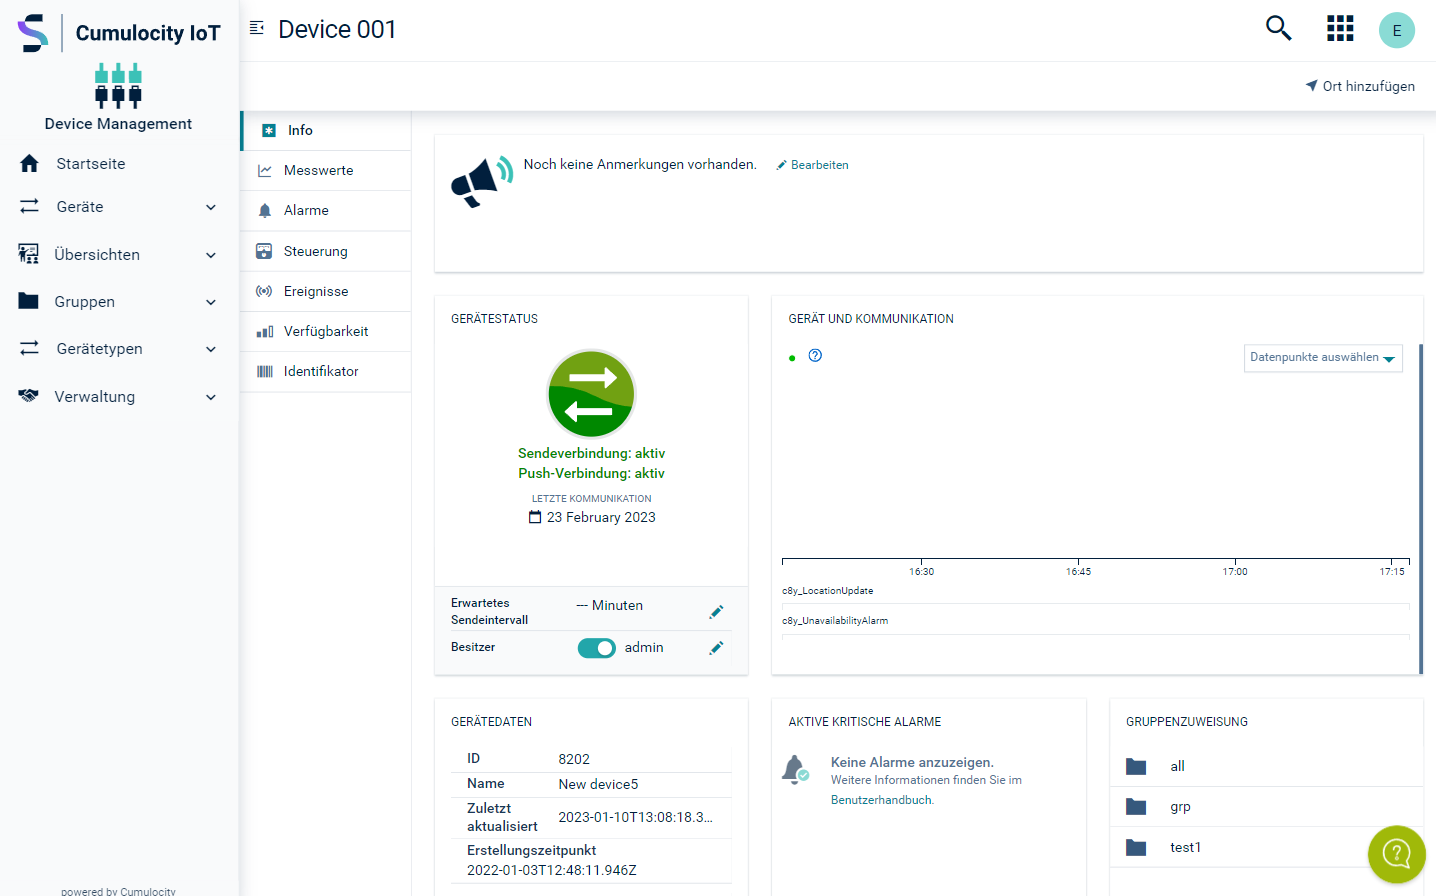 Cumulocity IoT
Device Management
Startseite
Geräte
Übersichten
Gruppen
Gerätetypen
Verwaltung
powered by Cumulocity
Device 001
E
Ort hinzufügen
Info
Messwerte
Alarme
Steuerung
Ereignisse
Verfügbarkeit
Identifikator
Noch keine Anmerkungen vorhanden. Bearbeiten
GERÄTESTATUS
Sendeverbindung: aktiv
Push-Verbindung: aktiv
LETZTE KOMMUNIKATION
23 February 2023
Erwartetes
Sendeintervall
--- Minuten
Besitzer admin
GERÄT UND KOMMUNIKATION
Datenpunkte auswählen
16:30 16:45 17:00 17:15
c8y_LocationUpdate
c8y_UnavailabilityAlarm
GERÄTEDATEN
ID 8202
Name New device5
Zuletzt
aktualisiert
2023-01-10T13:08:18.3...
Erstellungszeitpunkt
2022-01-03T12:48:11.946Z
AKTIVE KRITISCHE ALARME
Keine Alarme anzuzeigen.
Weitere Informationen finden Sie im
Benutzerhandbuch.
GRUPPENZUWEISUNG
all
grp
test1